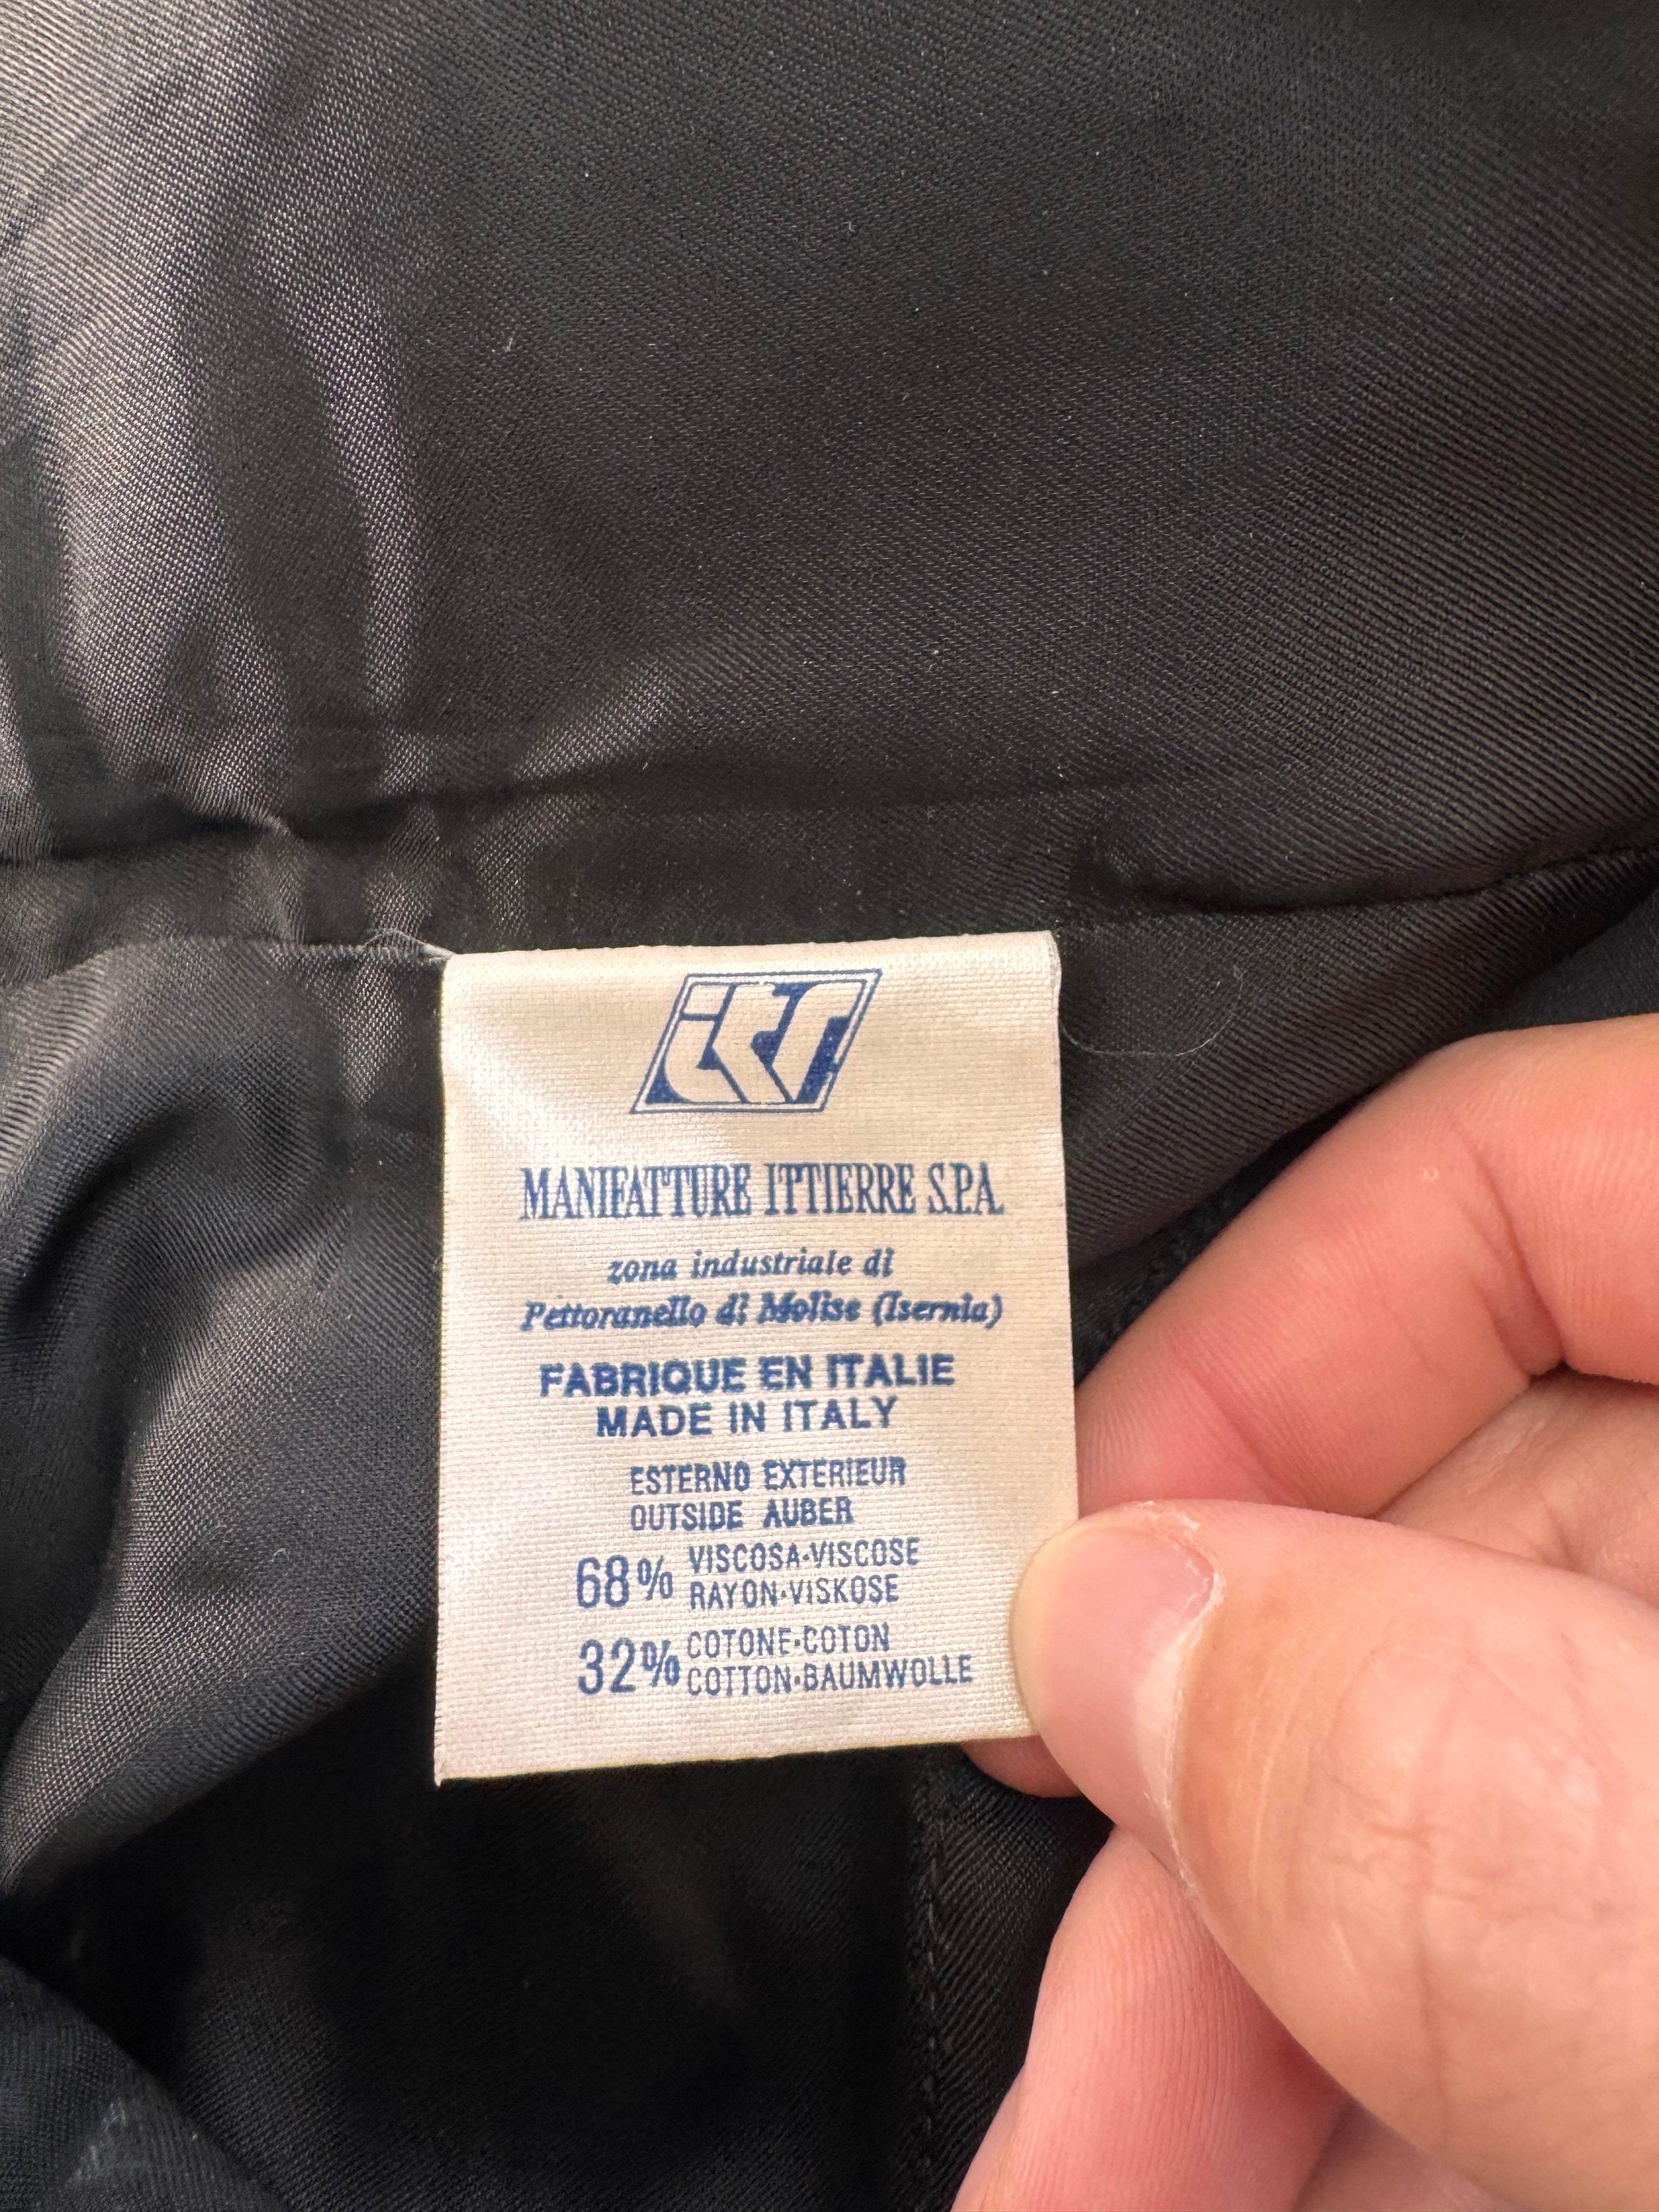 itr
MANIFATTURE ITTIERRE S.P.A.
zona industriale di
Pettoranello di Molise (Isernia)
FABRIQUE EN ITALIE
MADE IN ITALY
ESTERNO EXTERIEUR
OUTSIDE AUBER
68% VISCOSA·VISCOSE
RAYON·VISKOSE
32% COTONE·COTON
COTTON·BAUMWOLLE